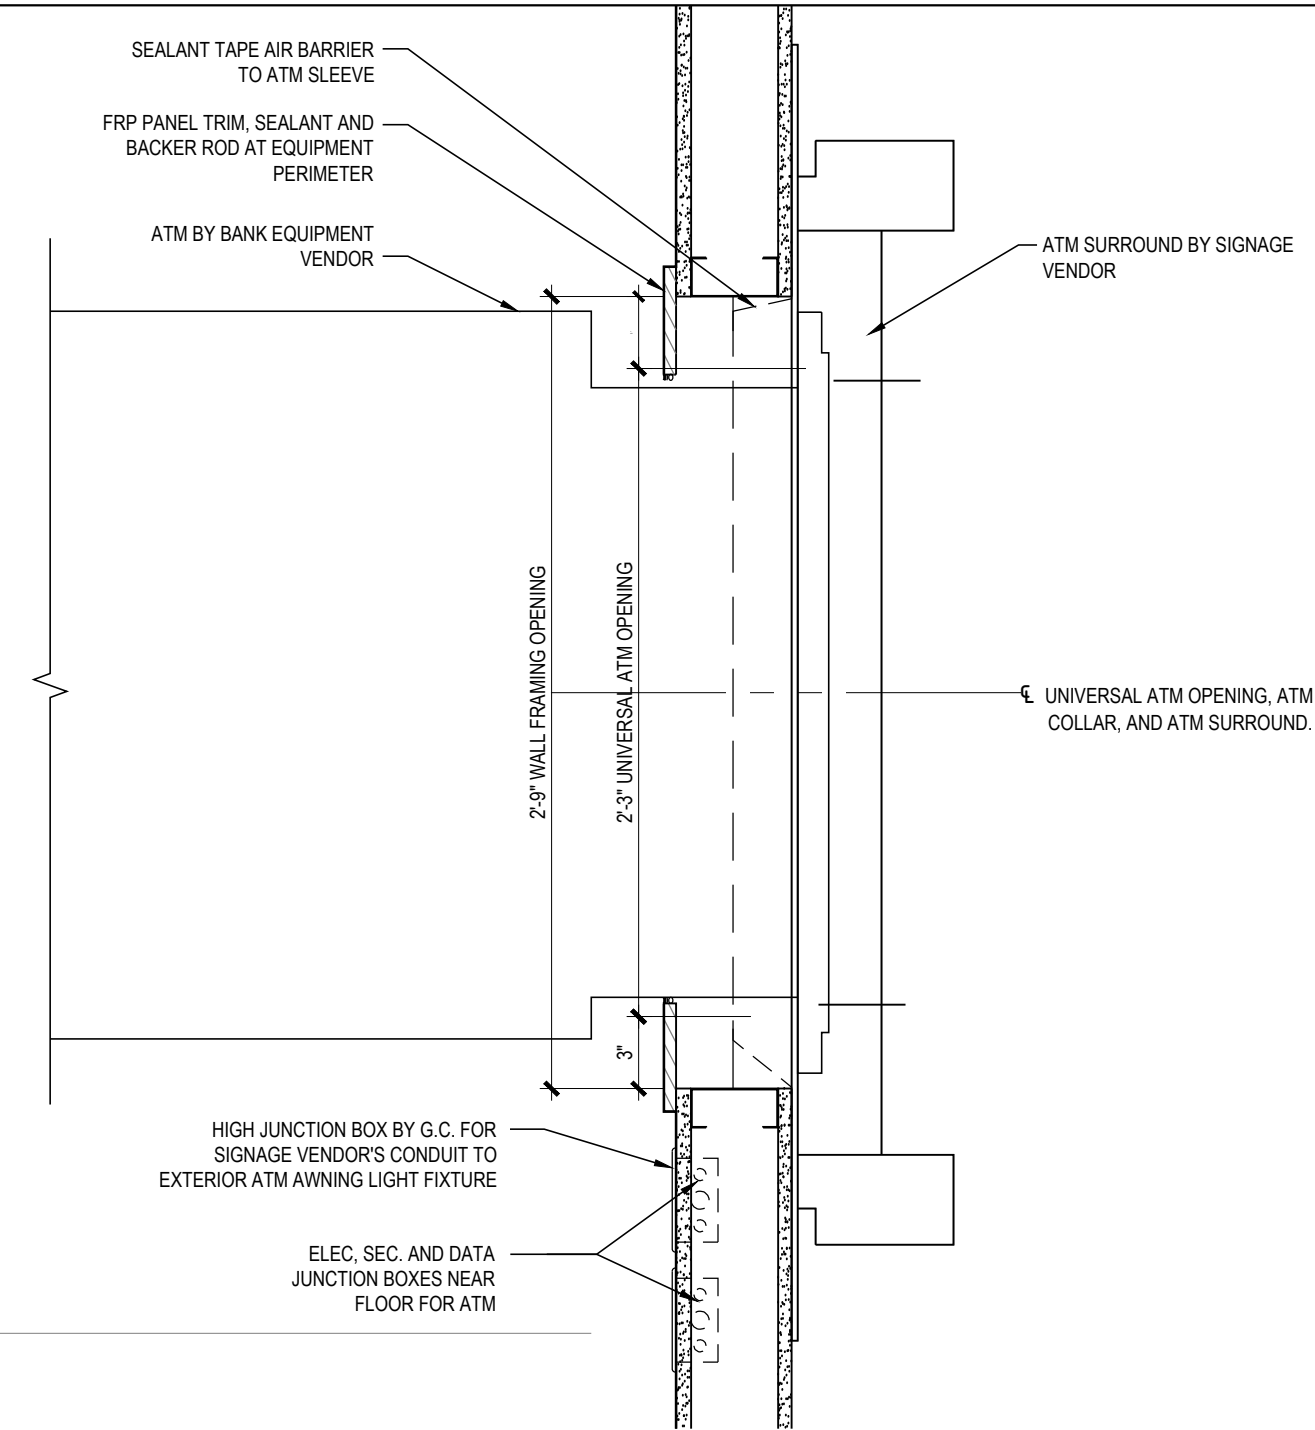 SEALANT TAPE AIR BARRIER
TO ATM SLEEVE
FRP PANEL TRIM, SEALANT AND
BACKER ROD AT EQUIPMENT
PERIMETER
ATM BY BANK EQUIPMENT
VENDOR
ATM SURROUND BY SIGNAGE
VENDOR
2'-9" WALL FRAMING OPENING
2'-3" UNIVERSAL ATM OPENING
℄ UNIVERSAL ATM OPENING, ATM
COLLAR, AND ATM SURROUND.
3"
HIGH JUNCTION BOX BY G.C. FOR
SIGNAGE VENDOR'S CONDUIT TO
EXTERIOR ATM AWNING LIGHT FIXTURE
ELEC, SEC. AND DATA
JUNCTION BOXES NEAR
FLOOR FOR ATM